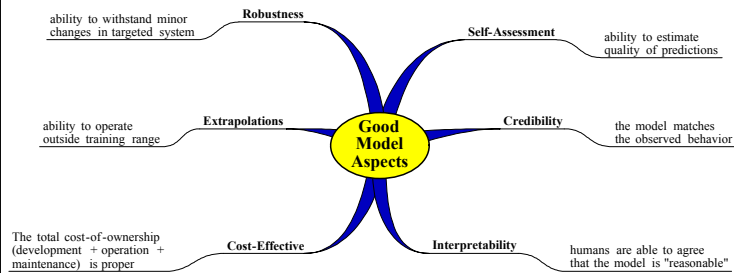 Robustness
ability to withstand minor
changes in targeted system
Self-Assessment
ability to estimate
quality of predictions
Extrapolations
ability to operate
outside training range
Good
Model
Aspects
Credibility
the model matches
the observed behavior
Cost-Effective
The total cost-of-ownership
(development + operation +
maintenance) is proper
Interpretability
humans are able to agree
that the model is "reasonable"